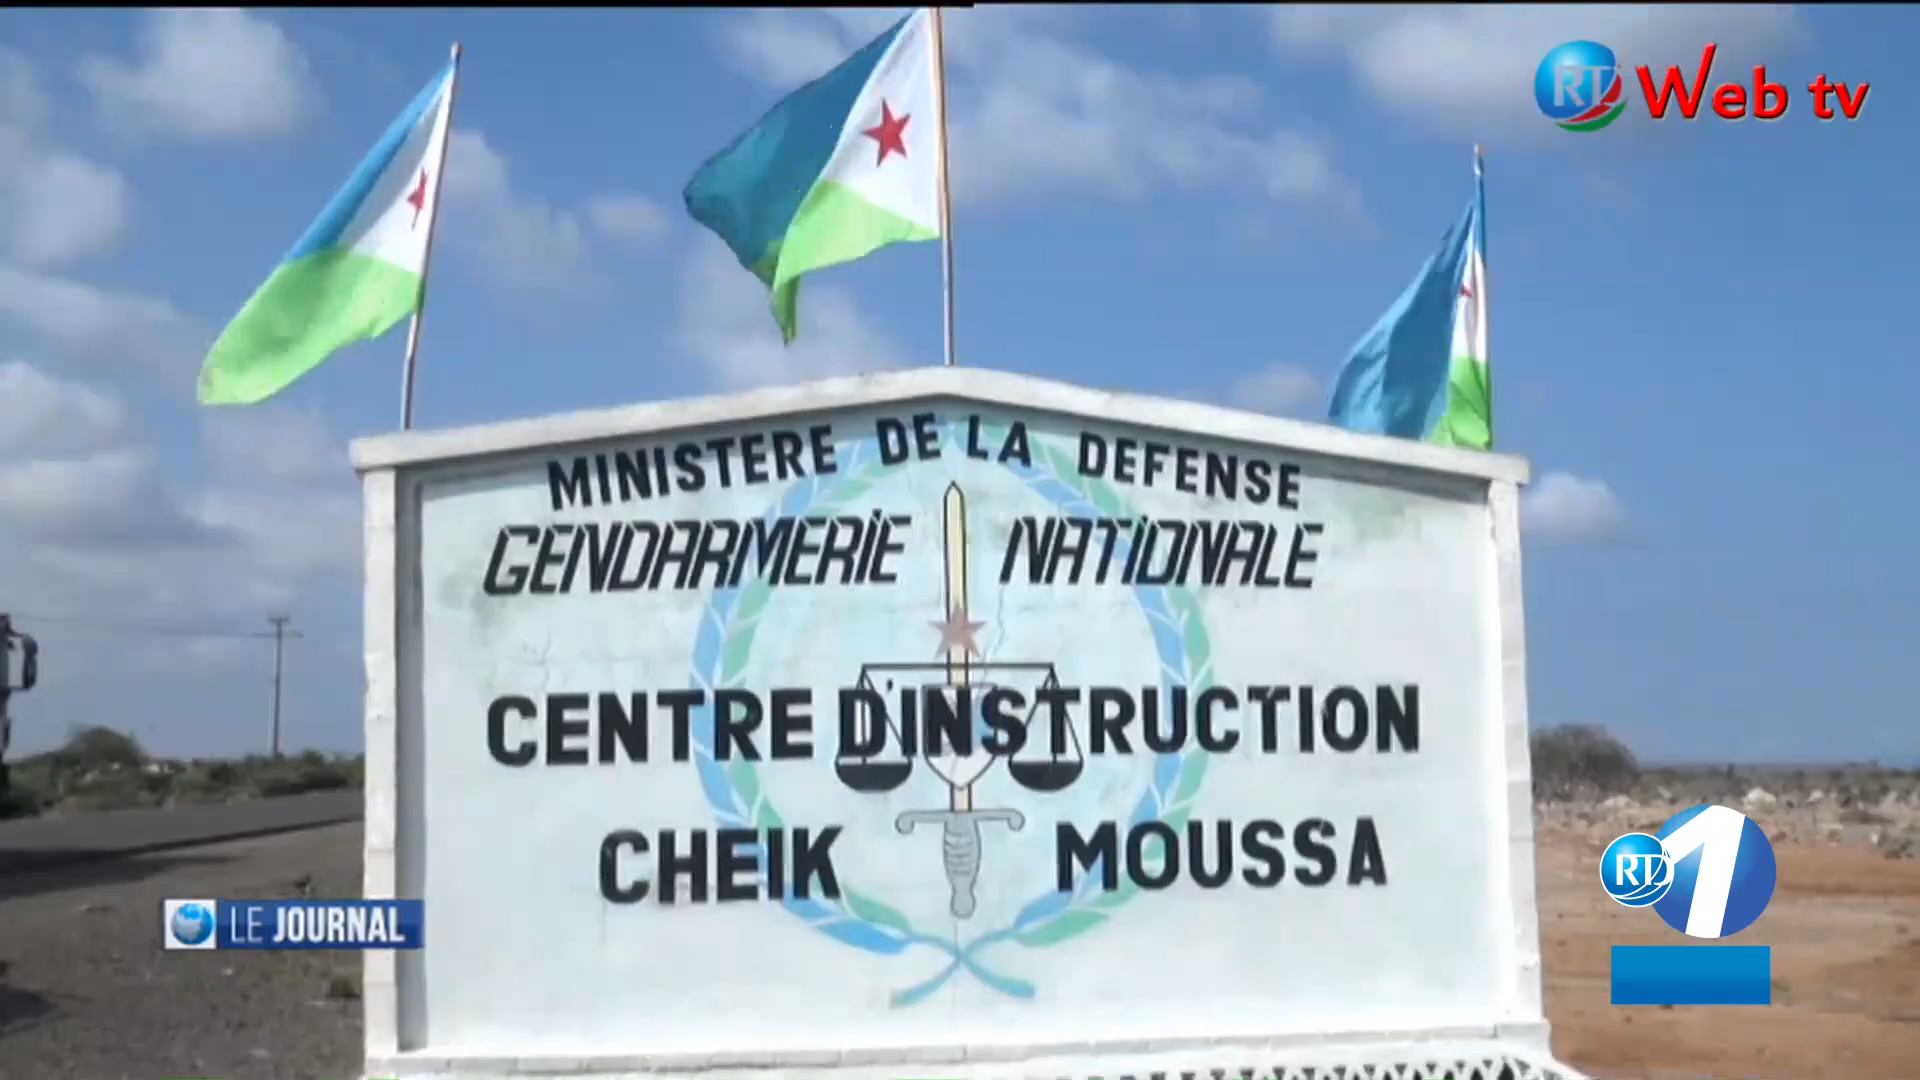 RTD Web tv
MINISTERE DE LA DEFENSE
GENDARMERIE NATIONALE
CENTRE D'INSTRUCTION
CHEIK MOUSSA
LE JOURNAL
RTD 1